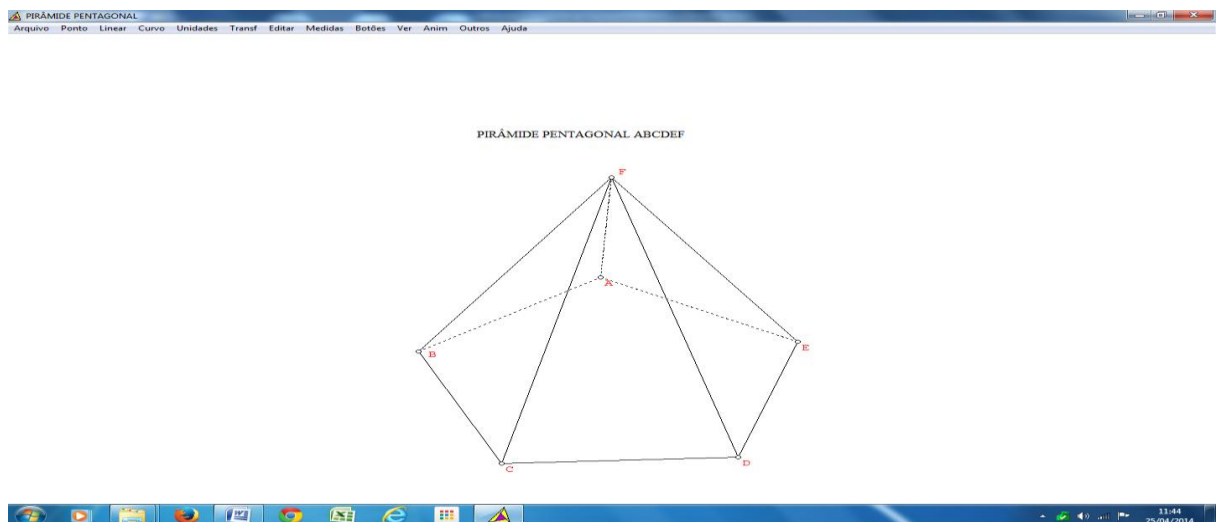 PIRÂMIDE PENTAGONAL
Arquivo Ponto Linear Curvo Unidades Transf Editar Medidas Botões Ver Anim Outros Ajuda
PIRÂMIDE PENTAGONAL ABCDEF
F
A
B
E
C
D
11:44
25/04/2014